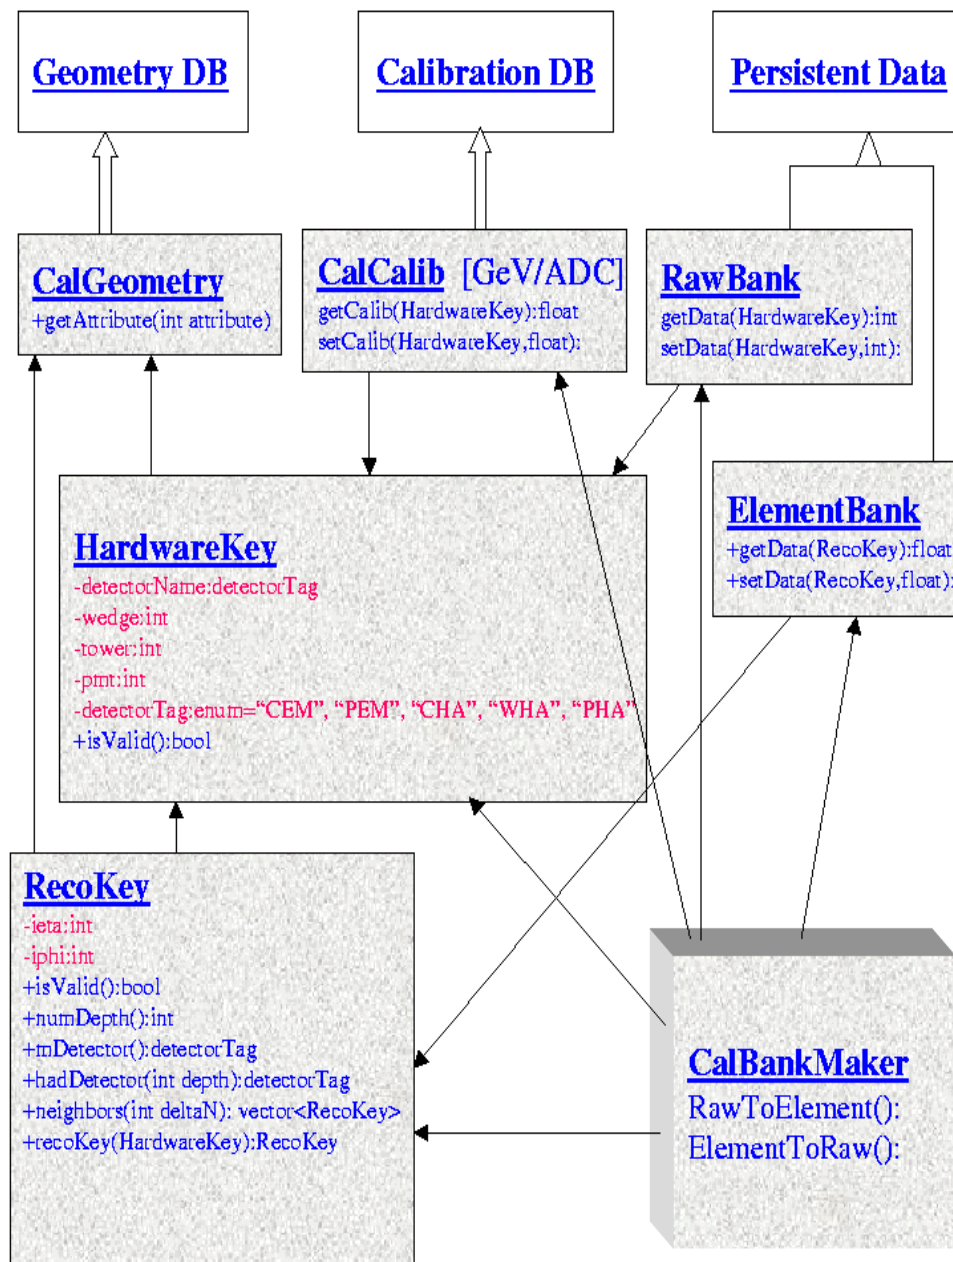 Geometry DB
Calibration DB
Persistent Data
CalGeometry
+getAttribute(int attribute)
CalCalib [GeV/ADC]
getCalib(HardwareKey):float
setCalib(HardwareKey,float):
RawBank
getData(HardwareKey):int
setData(HardwareKey,int):
HardwareKey
-detectorName:detectorTag
-wedge:int
-tower:int
-pmt:int
-detectorTag:enum=“CEM”, “PEM”, “CHA”, “WHA”, “PHA”
+isValid():bool
ElementBank
+getData(RecoKey):float
+setData(RecoKey,float):
RecoKey
-ieta:int
-iphi:int
+isValid():bool
+numDepth():int
+mDetector():detectorTag
+hadDetector(int depth):detectorTag
+neighbors(int deltaN): vector<RecoKey>
+recoKey(HardwareKey):RecoKey
CalBankMaker
RawToElement():
ElementToRaw():